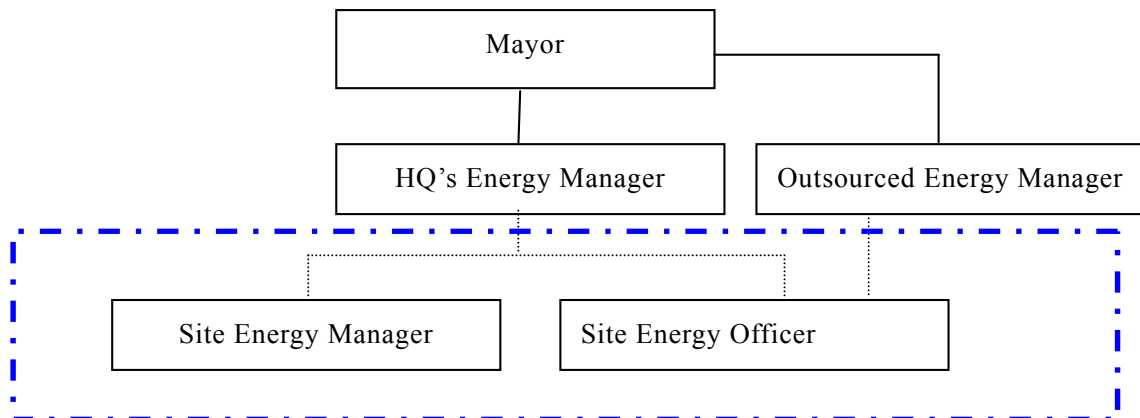 Mayor
HQ’s Energy Manager
Outsourced Energy Manager
Site Energy Manager
Site Energy Officer